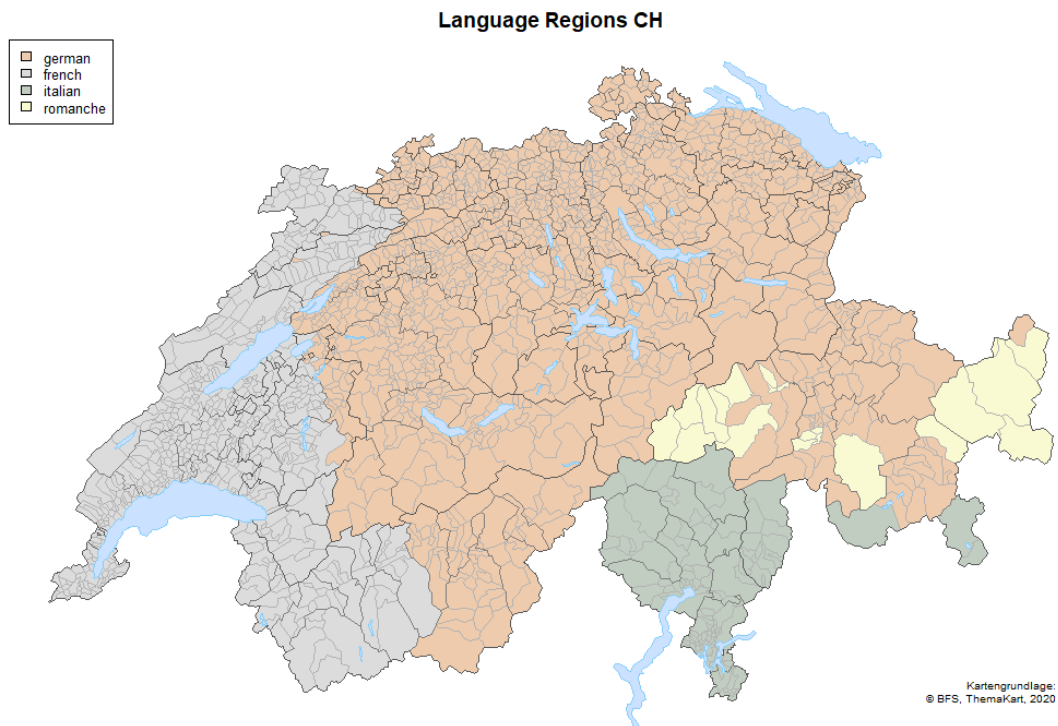 Language Regions CH
german
french
italian
romanche
Kartengrundlage:
© BFS, ThemaKart, 2020